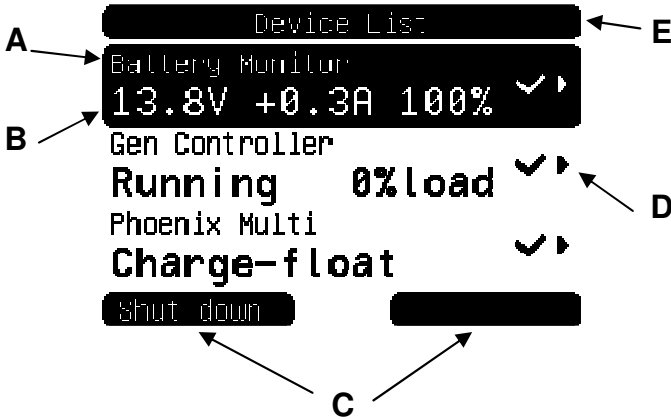 Device List
E
A
Battery Monitor
13.8V +0.3A 100%
B
Gen Controller
Running 0%load
D
Phoenix Multi
Charge-float
Shut down
C